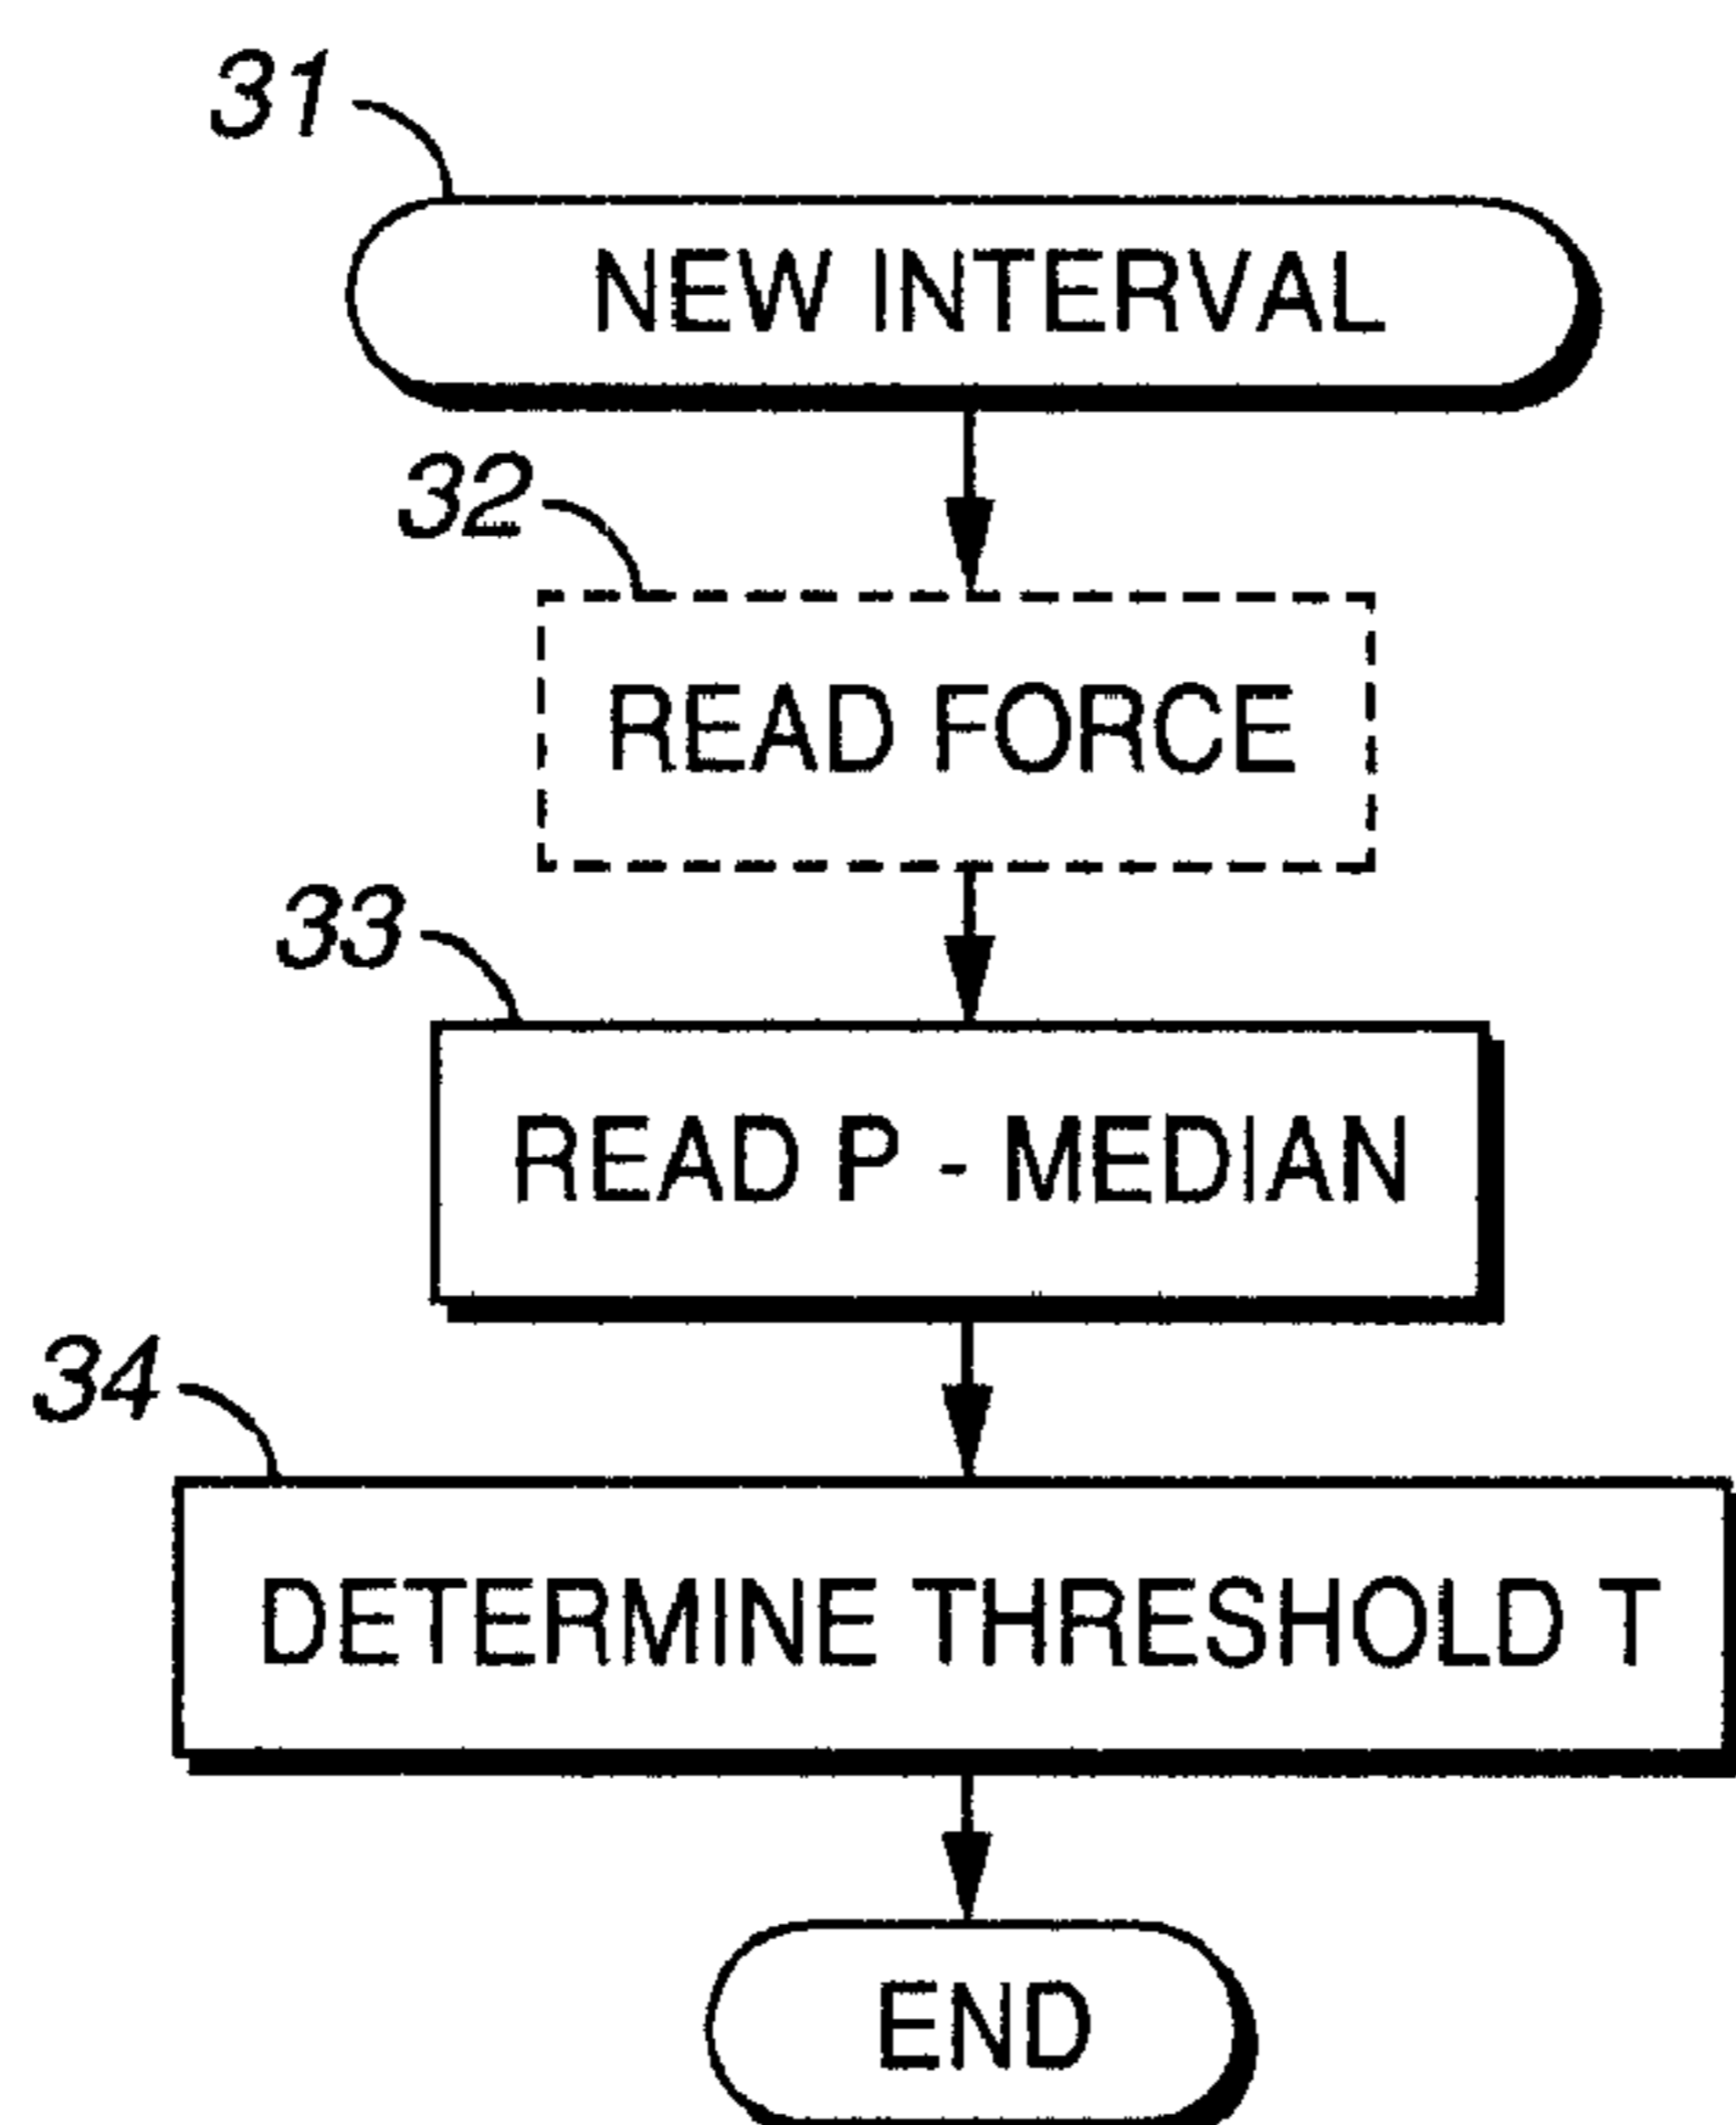 31
NEW INTERVAL
32
READ FORCE
33
READ P - MEDIAN
34
DETERMINE THRESHOLD T
END